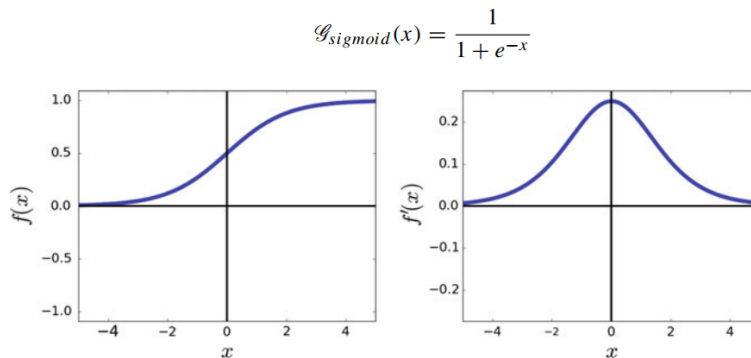 𝒢sigmoid(x) = 1 / (1 + e^{-x})
1.0
0.5
0.0
−0.5
−1.0
f(x)
−4 −2 0 2 4
x
0.2
0.1
0.0
−0.1
−0.2
f′(x)
−4 −2 0 2 4
x